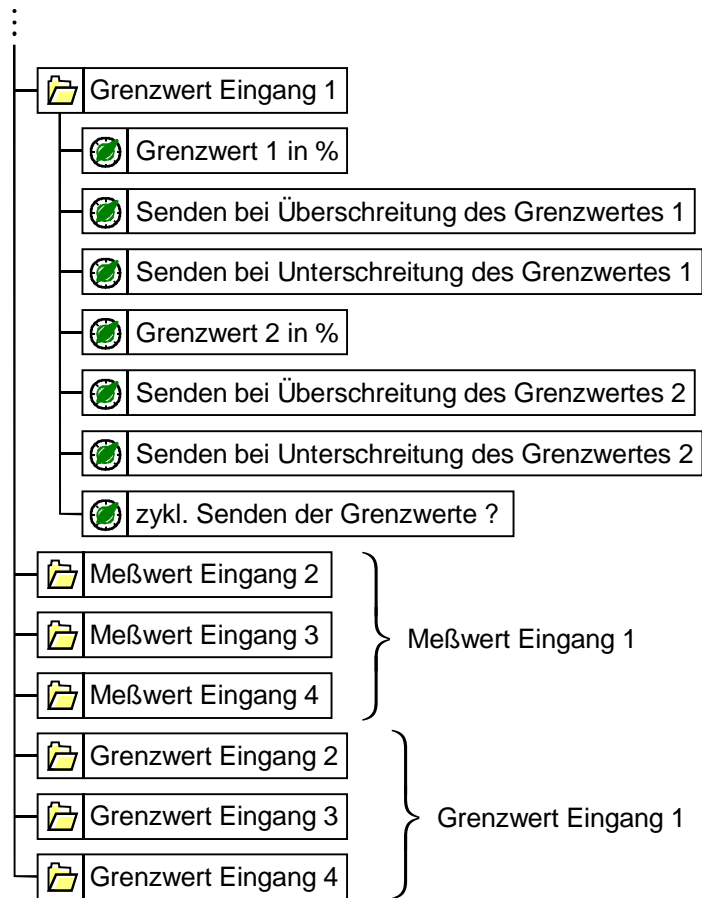 Grenzwert Eingang 1
Grenzwert 1 in %
Senden bei Überschreitung des Grenzwertes 1
Senden bei Unterschreitung des Grenzwertes 1
Grenzwert 2 in %
Senden bei Überschreitung des Grenzwertes 2
Senden bei Unterschreitung des Grenzwertes 2
zykl. Senden der Grenzwerte ?
Meßwert Eingang 2
Meßwert Eingang 3
Meßwert Eingang 4
Meßwert Eingang 1
Grenzwert Eingang 2
Grenzwert Eingang 3
Grenzwert Eingang 4
Grenzwert Eingang 1